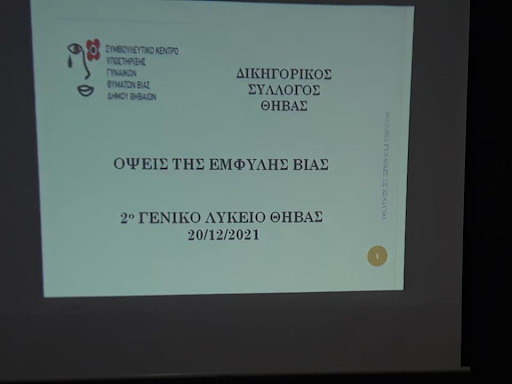 ΣΥΜΒΟΥΛΕΥΤΙΚΟ ΚΕΝΤΡΟ
ΥΠΟΣΤΗΡΙΞΗΣ
ΓΥΝΑΙΚΩΝ
ΘΥΜΑΤΩΝ ΒΙΑΣ
ΔΗΜΟΥ ΘΗΒΑΙΩΝ
ΔΙΚΗΓΟΡΙΚΟΣ
ΣΥΛΛΟΓΟΣ
ΘΗΒΑΣ
ΟΨΕΙΣ ΤΗΣ ΕΜΦΥΛΗΣ ΒΙΑΣ
2ο ΓΕΝΙΚΟ ΛΥΚΕΙΟ ΘΗΒΑΣ
20/12/2021
1